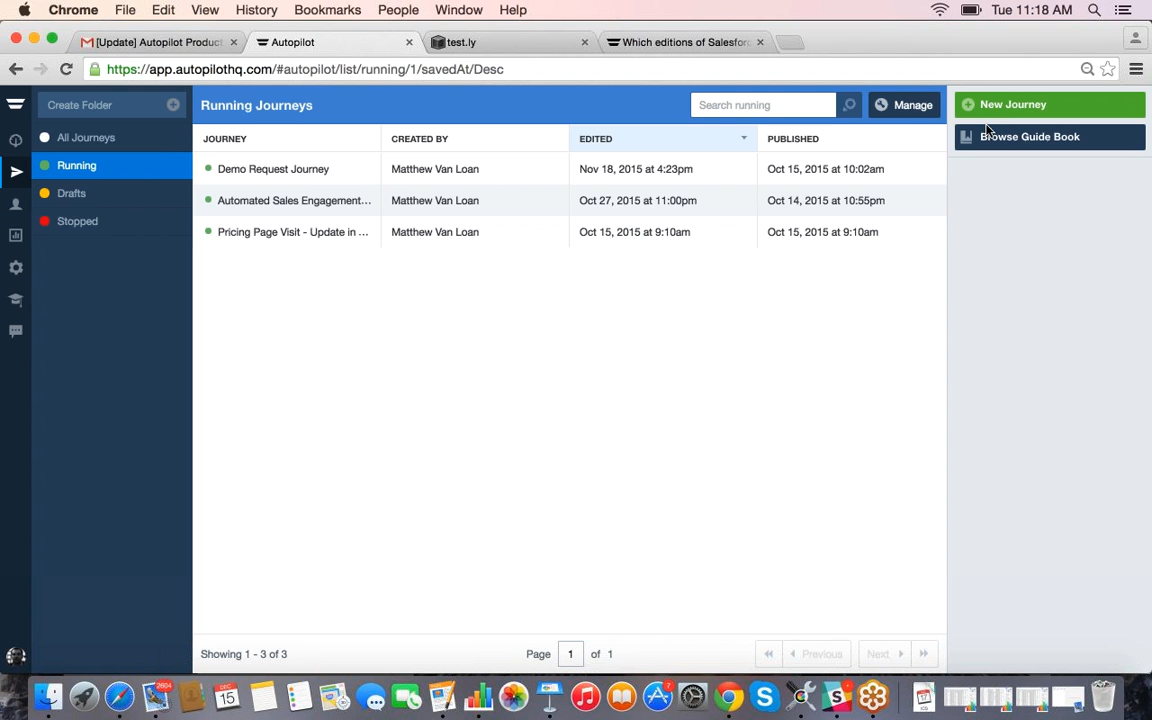 Chrome File Edit View History Bookmarks People Window Help Tue 11:18 AM
[Update] Autopilot Product Autopilot test.ly Which editions of Salesforc
https://app.autopilothq.com/#autopilot/list/running/1/savedAt/Desc
Create Folder
All Journeys
Running
Drafts
Stopped
Running Journeys Search running Manage
JOURNEY CREATED BY EDITED PUBLISHED
Demo Request Journey Matthew Van Loan Nov 18, 2015 at 4:23pm Oct 15, 2015 at 10:02am
Automated Sales Engagement... Matthew Van Loan Oct 27, 2015 at 11:00pm Oct 14, 2015 at 10:55pm
Pricing Page Visit - Update in ... Matthew Van Loan Oct 15, 2015 at 9:10am Oct 15, 2015 at 9:10am
Showing 1 - 3 of 3 Page 1 of 1 Previous Next
New Journey
Browse Guide Book
2604
DEC
15
7